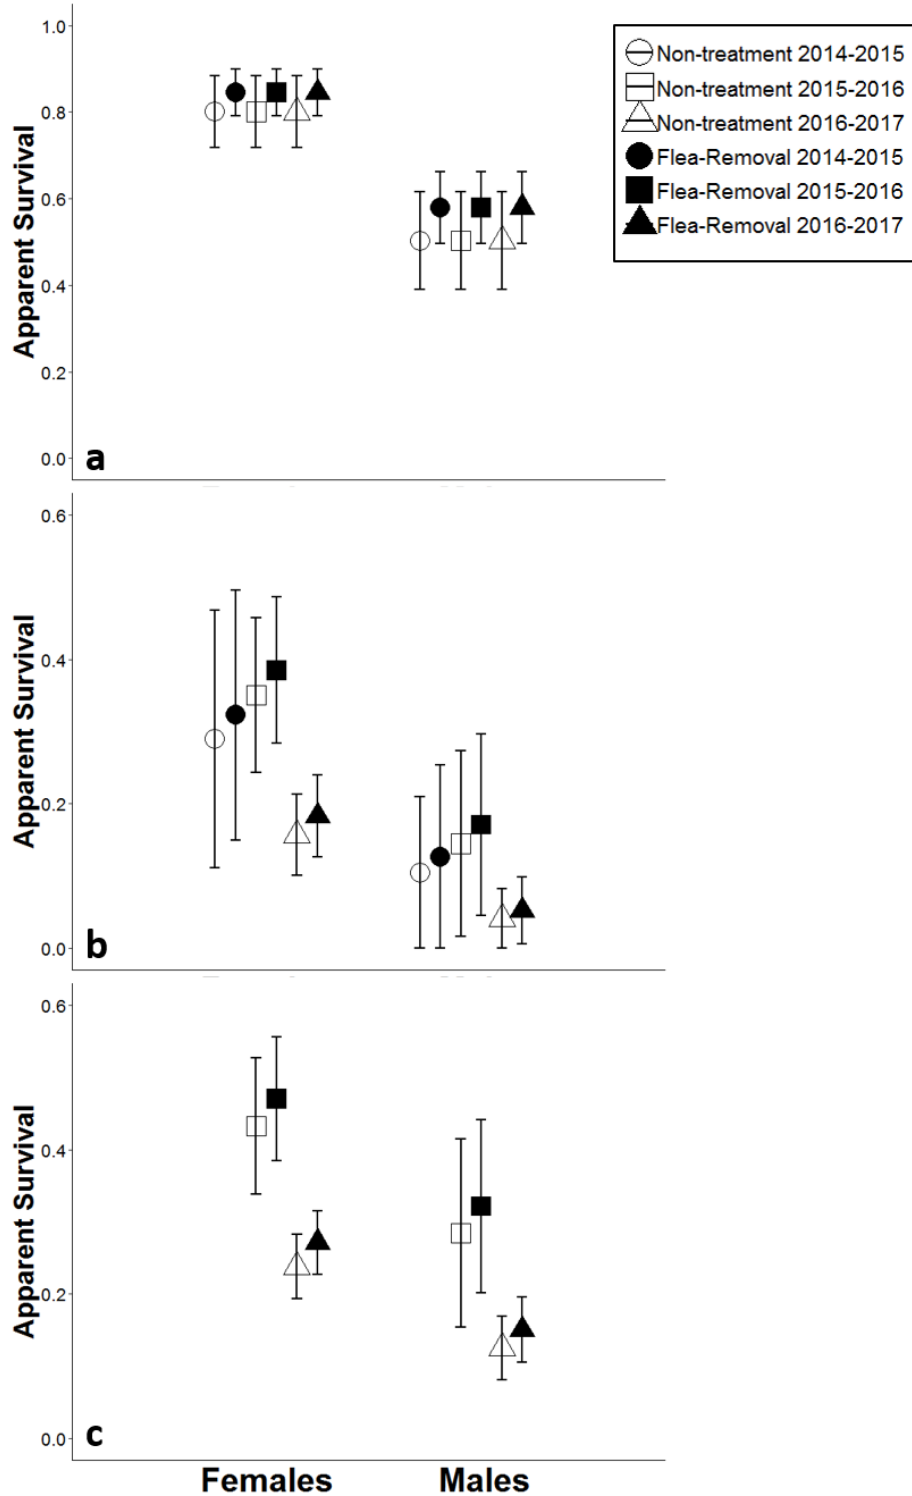 1.0
0.8
0.6
0.4
0.2
0.0
Apparent Survival
a
Non-treatment 2014-2015
Non-treatment 2015-2016
Non-treatment 2016-2017
Flea-Removal 2014-2015
Flea-Removal 2015-2016
Flea-Removal 2016-2017
0.6
0.4
0.2
0.0
Apparent Survival
b
0.6
0.4
0.2
0.0
Apparent Survival
c
Females Males